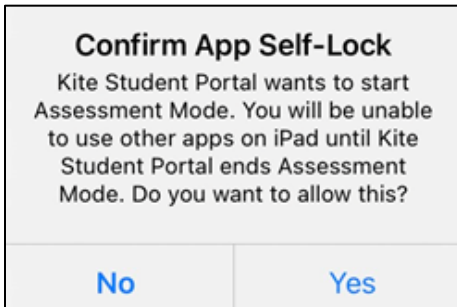 Confirm App Self-Lock
Kite Student Portal wants to start
Assessment Mode. You will be unable
to use other apps on iPad until Kite
Student Portal ends Assessment
Mode. Do you want to allow this?
No Yes